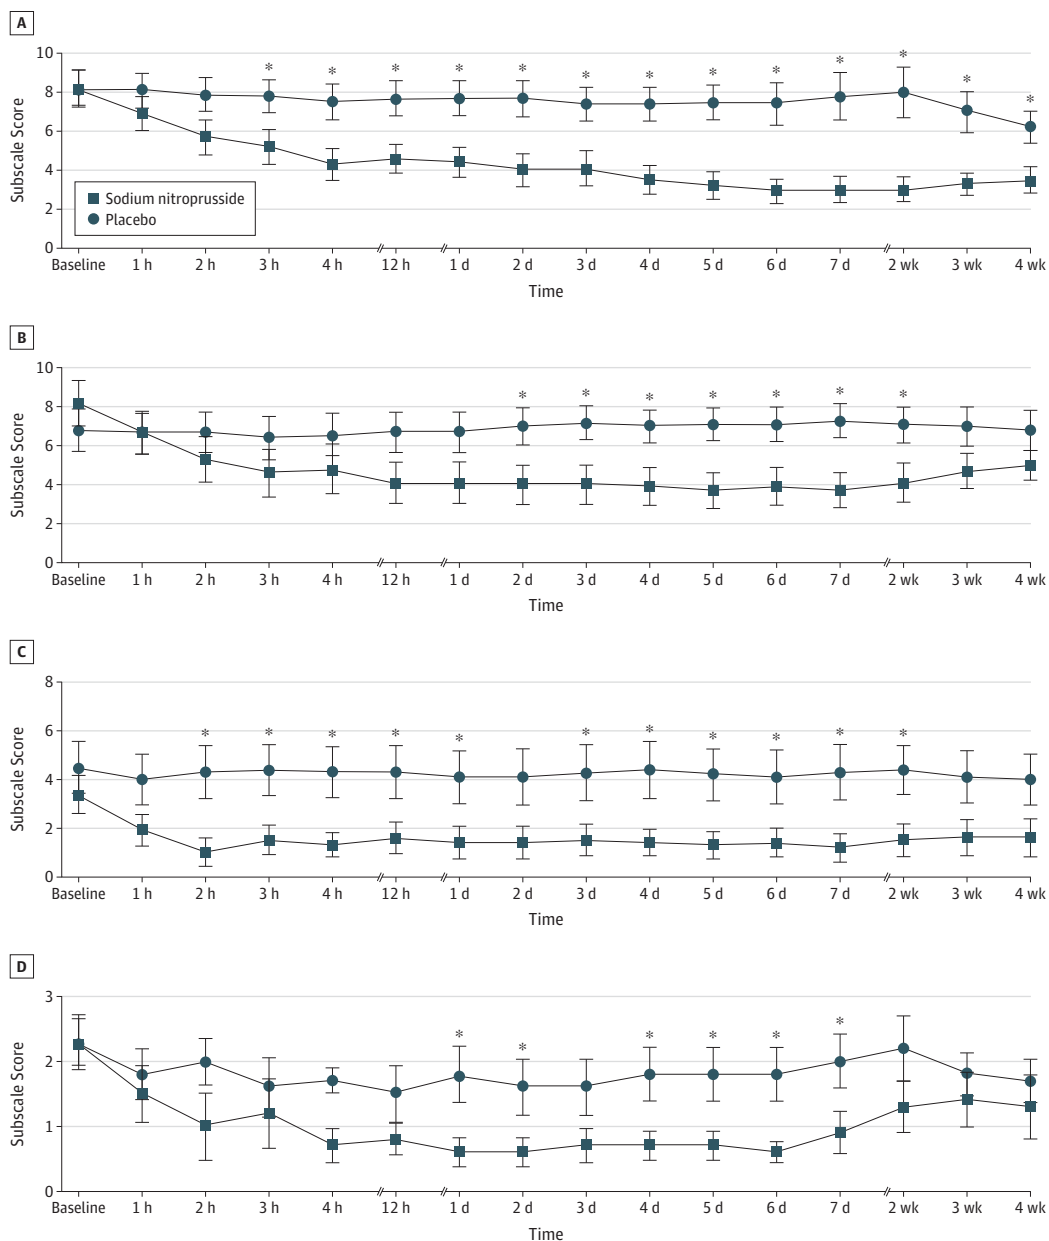 A
Subscale Score
10
8
6
4
2
0
* * * * * * * * * * * * *
Sodium nitroprusside
Placebo
Baseline 1 h 2 h 3 h 4 h 12 h 1 d 2 d 3 d 4 d 5 d 6 d 7 d 2 wk 3 wk 4 wk
Time
B
Subscale Score
10
8
6
4
2
0
* * * * * * *
Baseline 1 h 2 h 3 h 4 h 12 h 1 d 2 d 3 d 4 d 5 d 6 d 7 d 2 wk 3 wk 4 wk
Time
C
Subscale Score
8
6
4
2
0
* * * * * * * * * * *
Baseline 1 h 2 h 3 h 4 h 12 h 1 d 2 d 3 d 4 d 5 d 6 d 7 d 2 wk 3 wk 4 wk
Time
D
Subscale Score
3
2
1
0
* * * * * *
Baseline 1 h 2 h 3 h 4 h 12 h 1 d 2 d 3 d 4 d 5 d 6 d 7 d 2 wk 3 wk 4 wk
Time